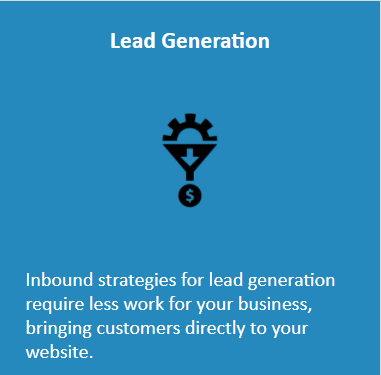 Lead Generation
$
Inbound strategies for lead generation
require less work for your business,
bringing customers directly to your
website.